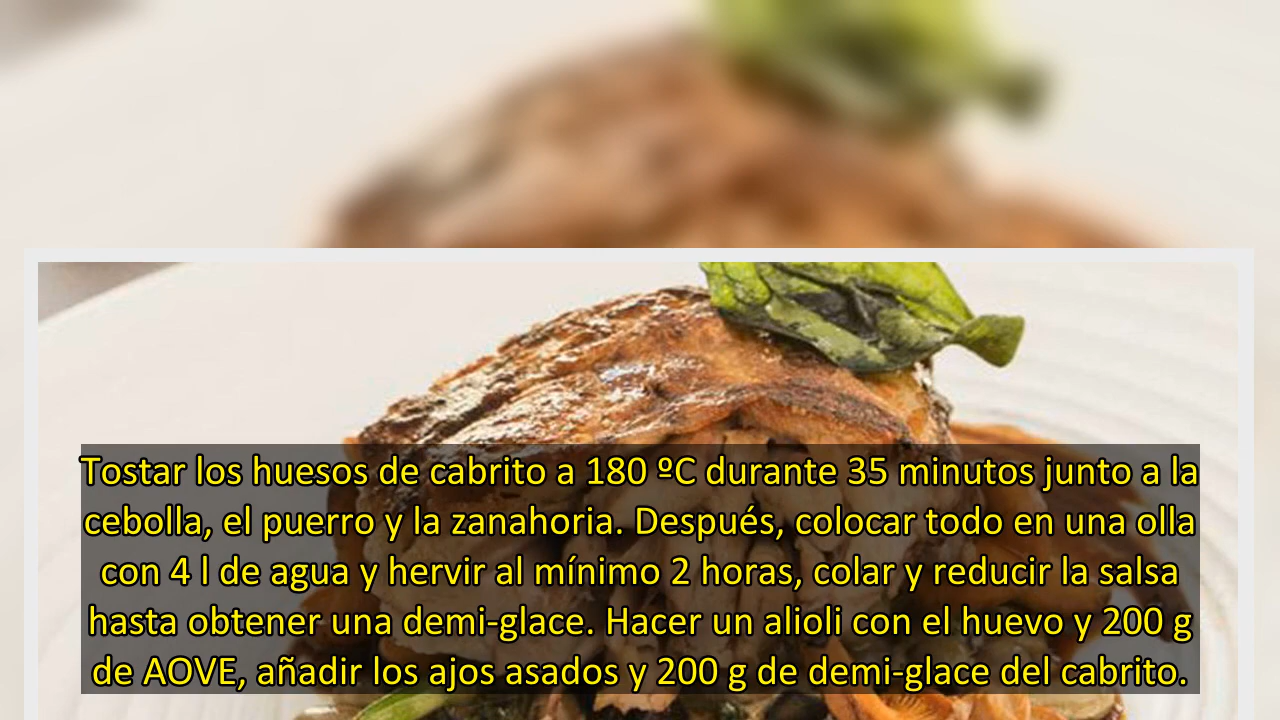 Tostar los huesos de cabrito a 180 ºC durante 35 minutos junto a la
cebolla, el puerro y la zanahoria. Después, colocar todo en una olla
con 4 l de agua y hervir al mínimo 2 horas, colar y reducir la salsa
hasta obtener una demi-glace. Hacer un alioli con el huevo y 200 g
de AOVE, añadir los ajos asados y 200 g de demi-glace del cabrito.